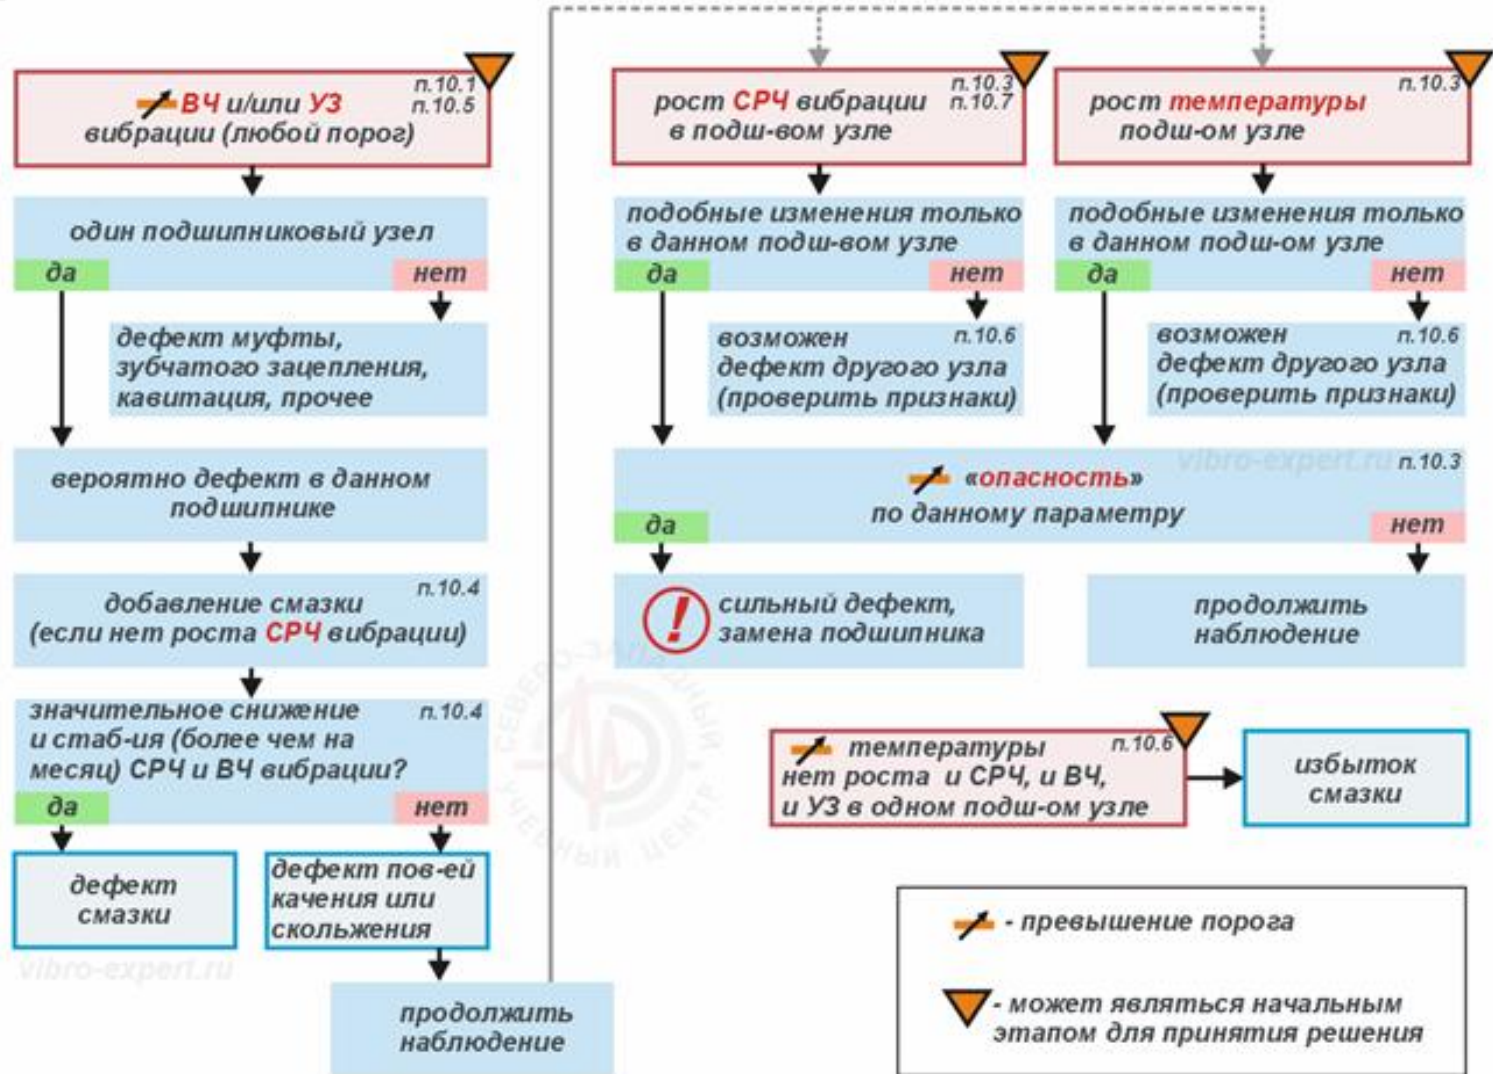 ВЧ и/или УЗ
вибрации (любой порог)
п.10.1
п.10.5
один подшипниковый узел
да
нет
дефект муфты,
зубчатого зацепления,
кавитация, прочее
вероятно дефект в данном
подшипнике
добавление смазки
п.10.4
(если нет роста СРЧ вибрации)
значительное снижение
п.10.4
и стаб-ия (более чем на
месяц) СРЧ и ВЧ вибрации?
да
нет
дефект
смазки
дефект пов-ей
качения или
скольжения
продолжить
наблюдение
vibro-expert.ru
рост СРЧ вибрации
в подш-вом узле
п.10.3
п.10.7
подобные изменения только
в данном подш-вом узле
да
нет
возможен
п.10.6
дефект другого узла
(проверить признаки)
рост температуры
подш-ом узле
п.10.3
подобные изменения только
в данном подш-ом узле
да
нет
возможен
п.10.6
дефект другого узла
(проверить признаки)
vibro-expert.ru
п.10.3
«опасность»
по данному параметру
да
нет
! сильный дефект,
замена подшипника
продолжить
наблюдение
СЕВЕРО-ЗАПАДНЫЙ
УЧЕБНЫЙ ЦЕНТР
температуры
п.10.6
нет роста и СРЧ, и ВЧ,
и УЗ в одном подш-ом узле
избыток
смазки
- превышение порога
- может являться начальным
этапом для принятия решения